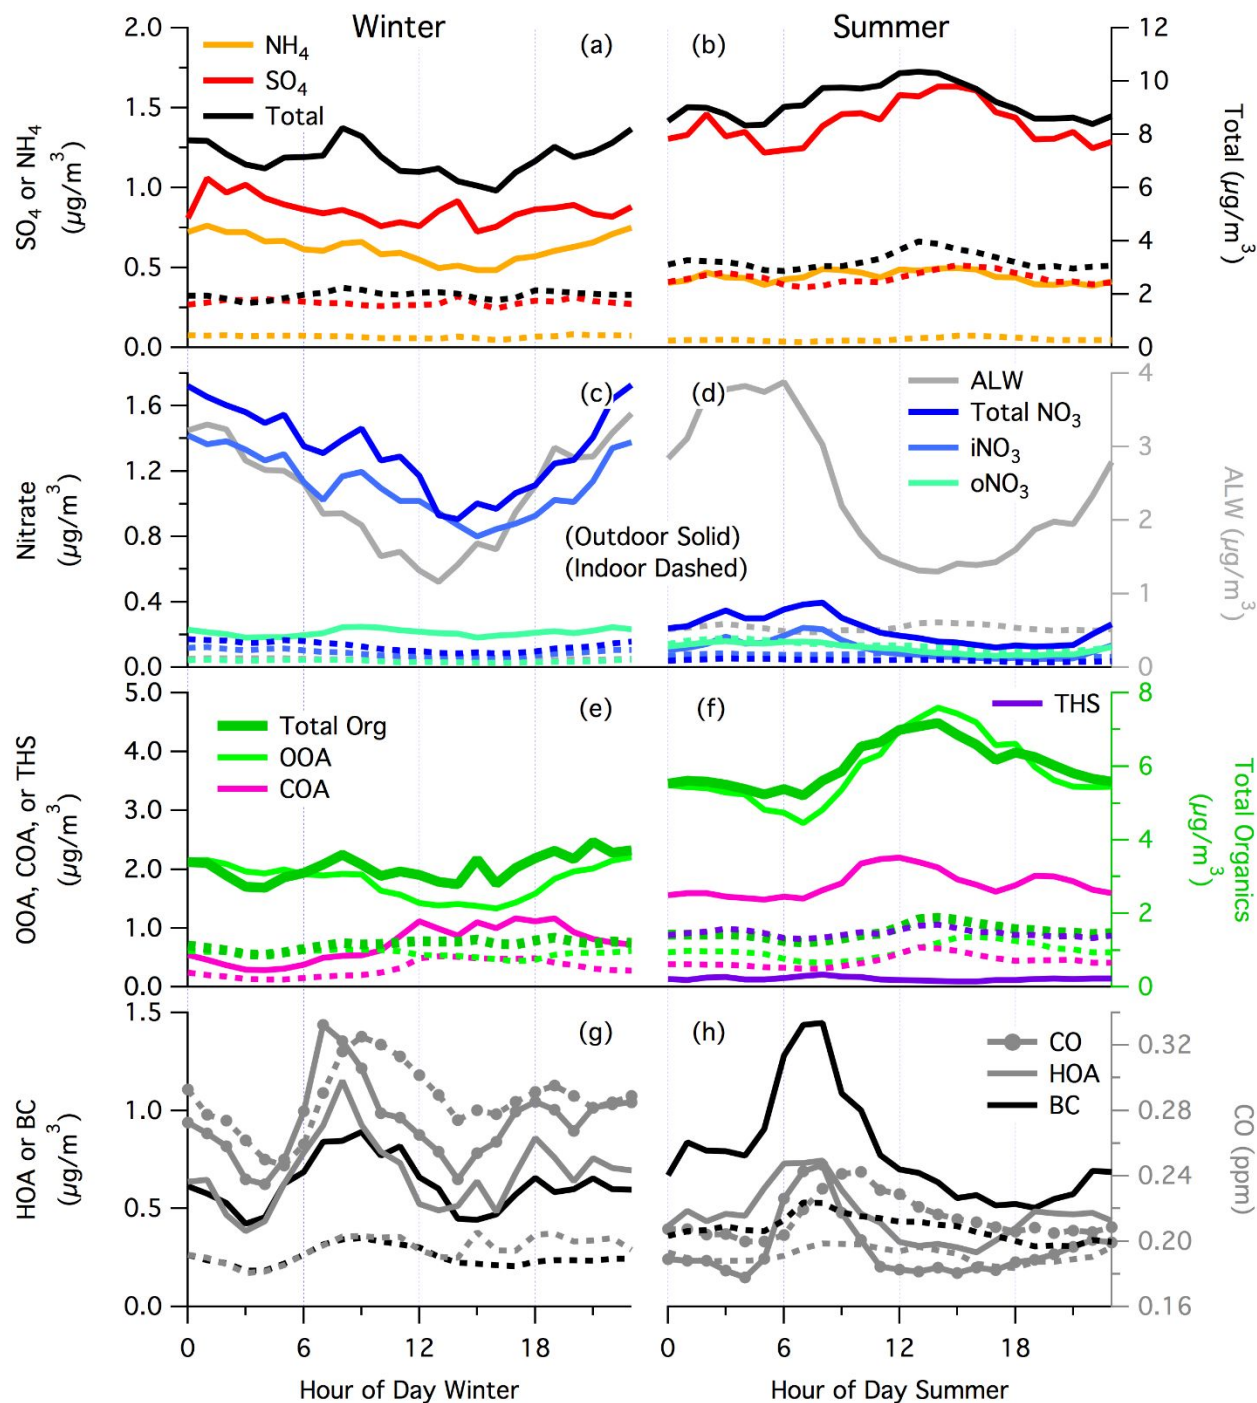 Winter
Summer
2.0
1.5
1.0
0.5
0.0
SO4 or NH4
(µg/m3)
NH4
SO4
Total
(a)
(b)
12
10
8
6
4
2
0
Total
(µg/m3)
1.6
1.2
0.8
0.4
0.0
Nitrate
(µg/m3)
(c)
(d)
(Outdoor Solid)
(Indoor Dashed)
ALW
Total NO3
iNO3
oNO3
4
3
2
1
0
ALW (µg/m3)
5.0
4.0
3.0
2.0
1.0
0.0
OOA, COA, or THS
(µg/m3)
Total Org
OOA
COA
(e)
(f)
THS
8
6
4
2
0
Total Organics
(µg/m3)
1.5
1.0
0.5
0.0
HOA or BC
(µg/m3)
(g)
(h)
CO
HOA
BC
0.32
0.28
0.24
0.20
0.16
CO (ppm)
0 6 12 18
0 6 12 18
Hour of Day Winter
Hour of Day Summer